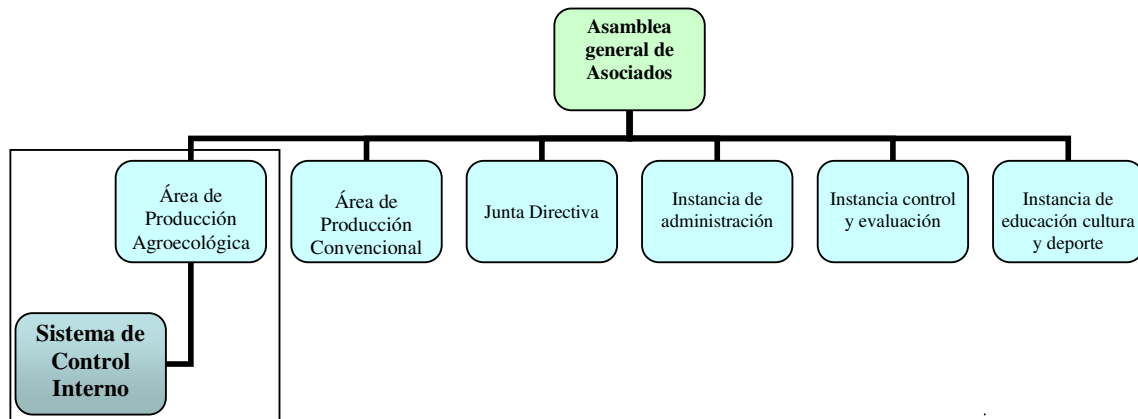 Asamblea
general de
Asociados
Área de
Producción
Agroecológica
Área de
Producción
Convencional
Junta Directiva
Instancia de
administración
Instancia control
y evaluación
Instancia de
educación cultura
y deporte
Sistema de
Control
Interno
.